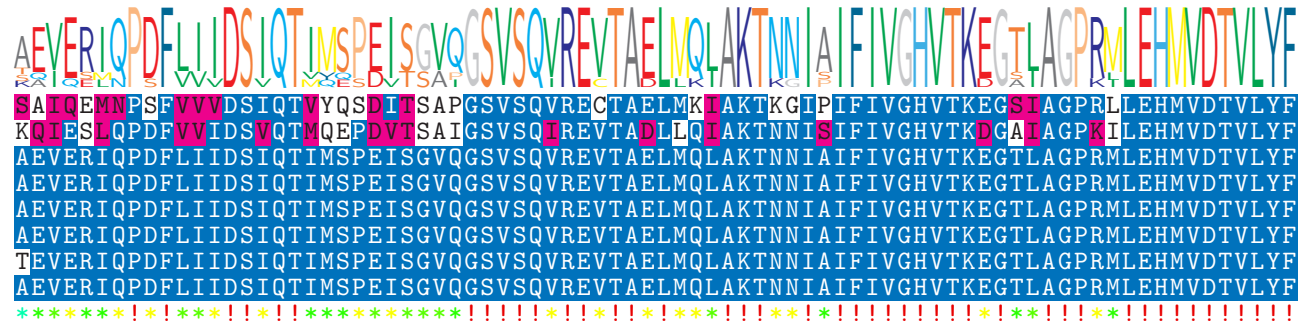 AEVERIQPDFLIIDSIQTIMSPEISGVQGSVSQVREVTAELMQLAKTNNIAIFIVGHVTKEGTLAGPRMLEHMVDTVLYF
SAIQEMNPSFVVVDSIQTVYQSDITSAPGSVSQVRECTAELMKIAKTKGIPIFIVGHVTKEGSIAGPRLLEHMVDTVLYF
KQIESLQPDFVVIDSVQTMQEPDVTSAIGSVSQIREVTADLLQIAKTNNISIFIVGHVTKDGAIAGPKILEHMVDTVLYF
AEVERIQPDFLIIDSIQTIMSPEISGVQGSVSQVREVTAELMQLAKTNNIAIFIVGHVTKEGTLAGPRMLEHMVDTVLYF
AEVERIQPDFLIIDSIQTIMSPEISGVQGSVSQVREVTAELMQLAKTNNIAIFIVGHVTKEGTLAGPRMLEHMVDTVLYF
AEVERIQPDFLIIDSIQTIMSPEISGVQGSVSQVREVTAELMQLAKTNNIAIFIVGHVTKEGTLAGPRMLEHMVDTVLYF
AEVERIQPDFLIIDSIQTIMSPEISGVQGSVSQVREVTAELMQLAKTNNIAIFIVGHVTKEGTLAGPRMLEHMVDTVLYF
TEVERIQPDFLIIDSIQTIMSPEISGVQGSVSQVREVTAELMQLAKTNNIAIFIVGHVTKEGTLAGPRMLEHMVDTVLYF
AEVERIQPDFLIIDSIQTIMSPEISGVQGSVSQVREVTAELMQLAKTNNIAIFIVGHVTKEGTLAGPRMLEHMVDTVLYF
*******!*!***!!*!!**********!!!!!*!!*!!*!***!!!**!*!!!!!!!!!*!**!!!**!!!!!!!!!!!